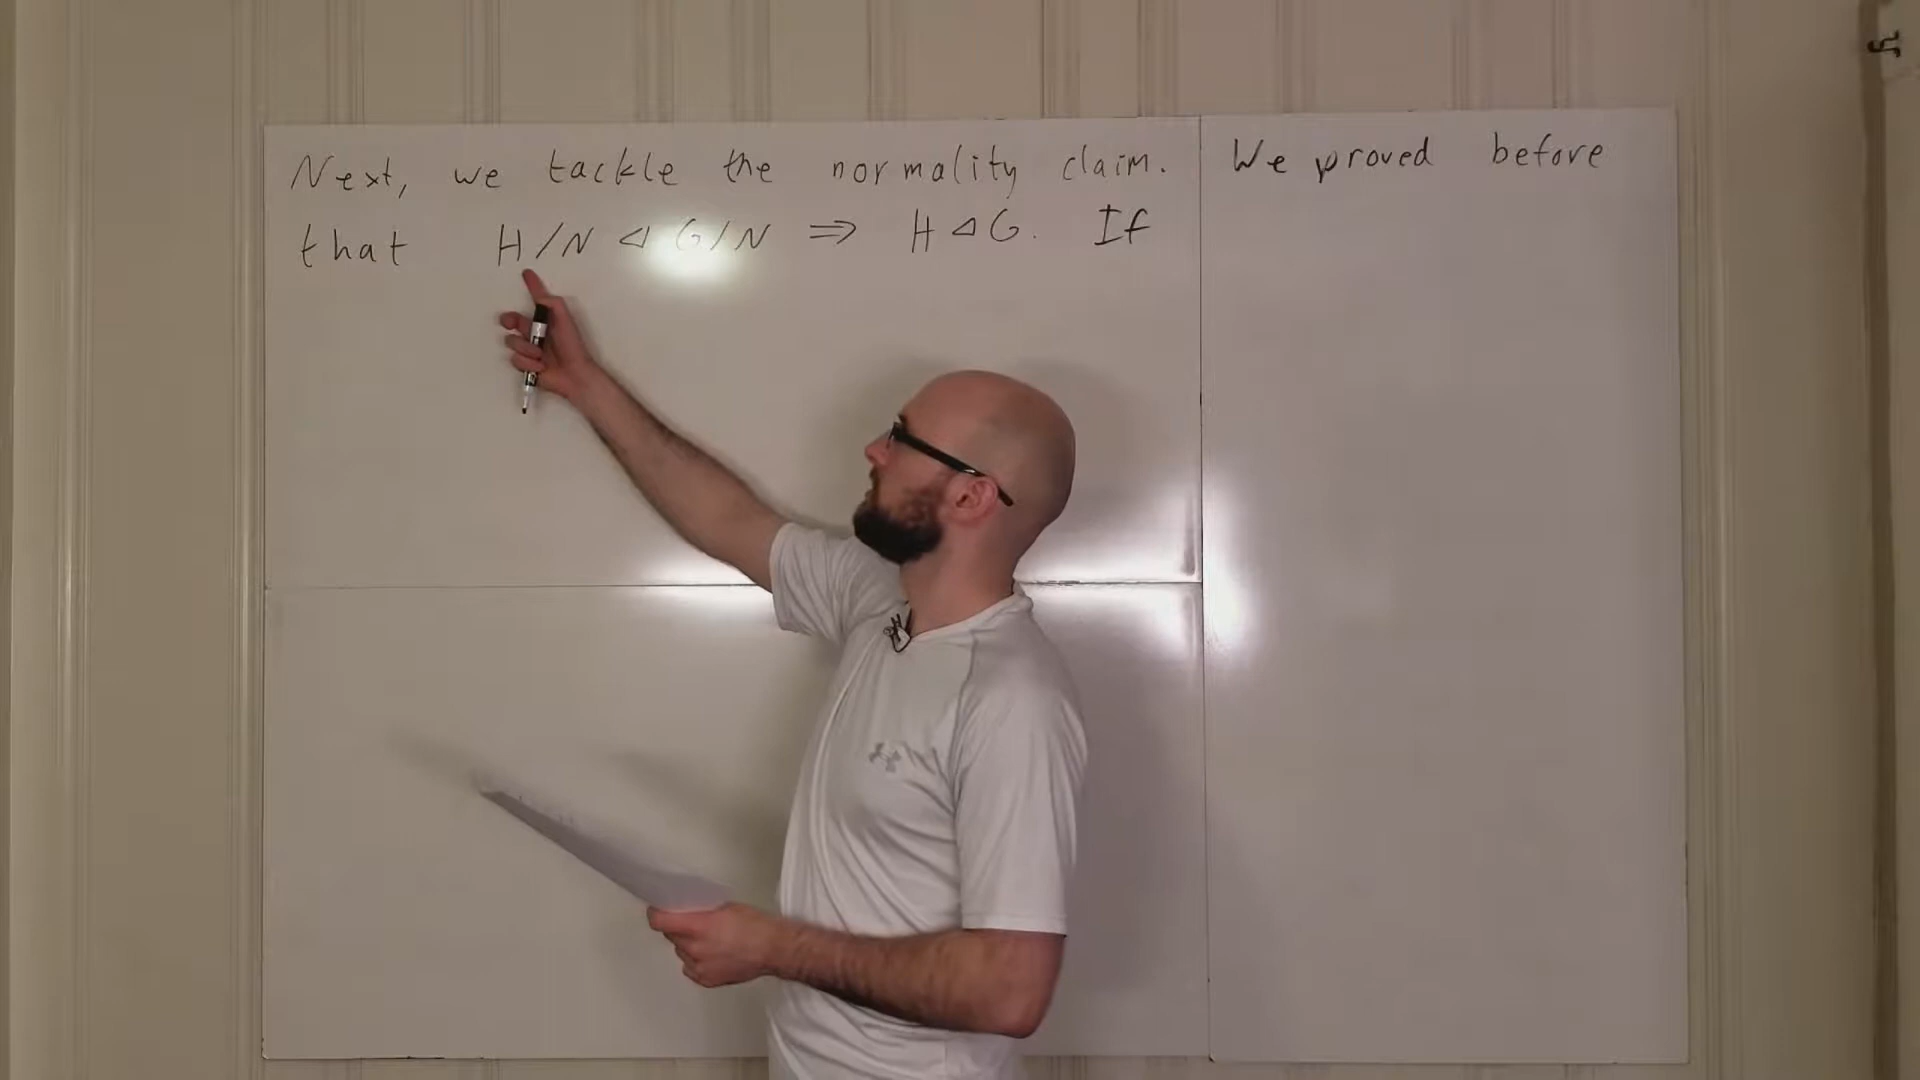 Next, we tackle the normality claim. We proved before
that H/N ⊲ G/N ⇒ H ⊲ G. If